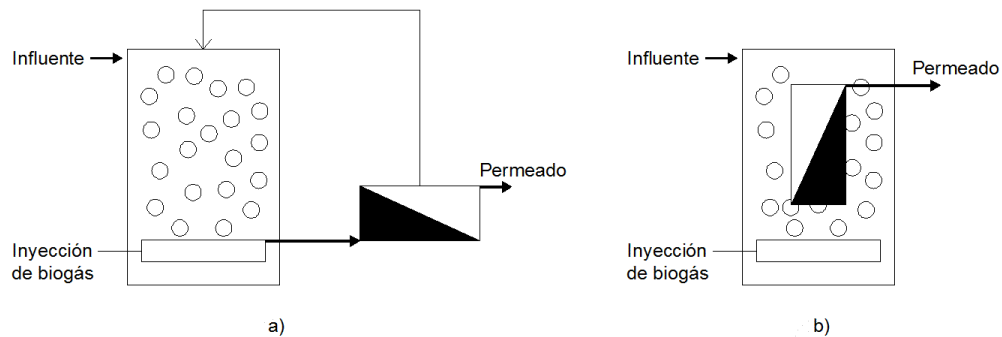 Influente
Permeado
Inyección
de biogás
a)
Influente
Permeado
Inyección
de biogás
b)